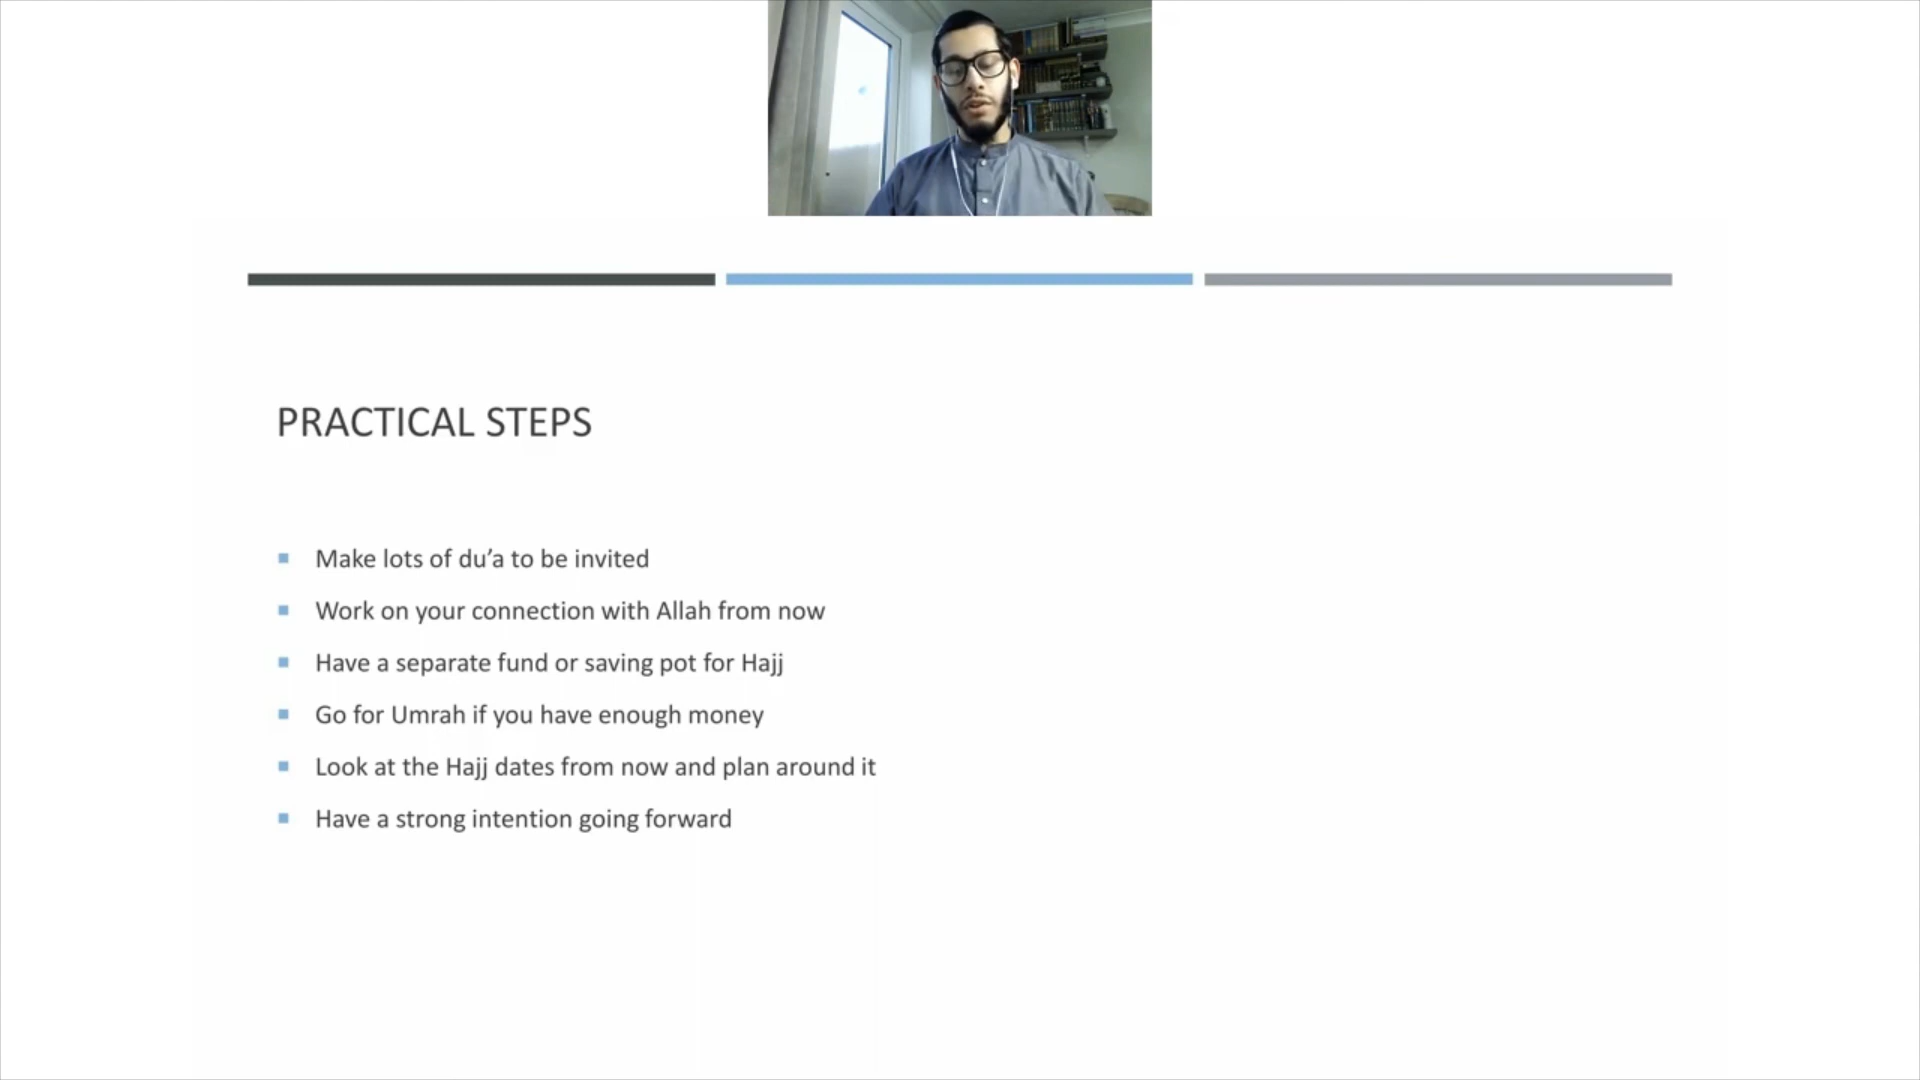 PRACTICAL STEPS
Make lots of du’a to be invited
Work on your connection with Allah from now
Have a separate fund or saving pot for Hajj
Go for Umrah if you have enough money
Look at the Hajj dates from now and plan around it
Have a strong intention going forward